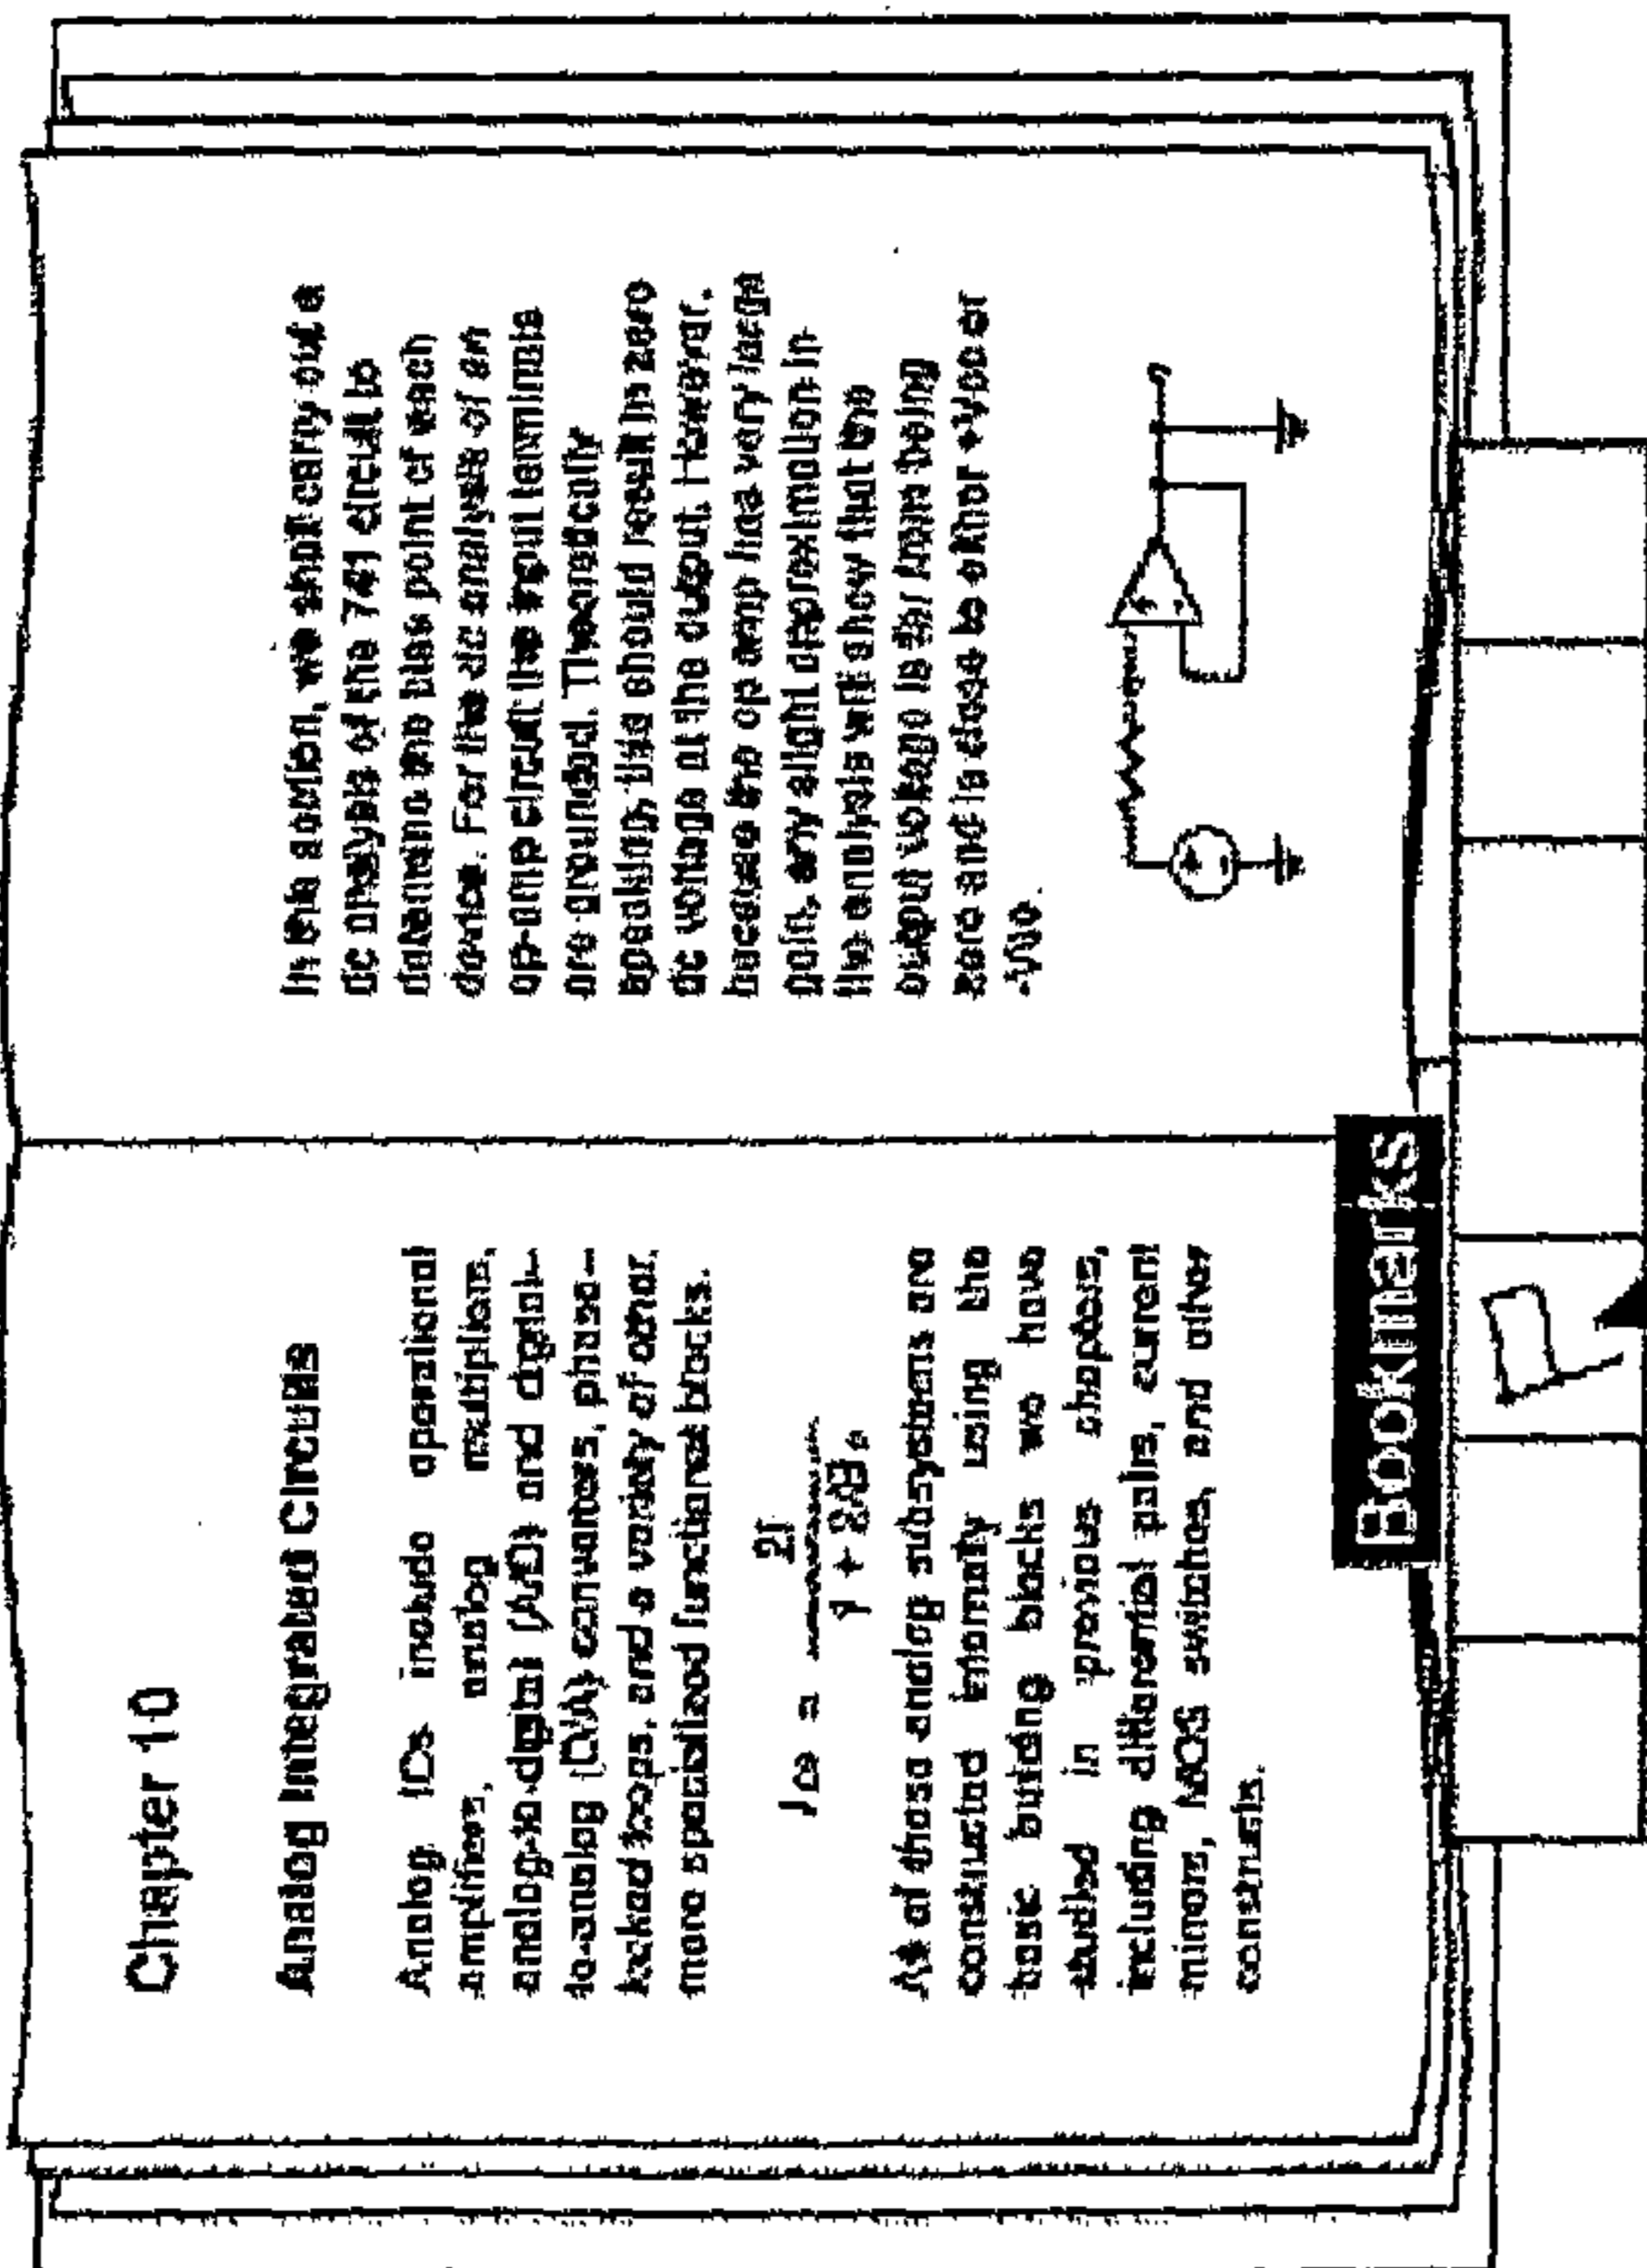 Chapter 10
Analog Integrated Circuits
Analog ICs include operational
amplifiers, analog multipliers,
analog-to-digital (A/D) and digital-
to-analog (D/A) converters, phase-
locked loops, and a variety of other,
more specialized functional blocks.
2I
1 + 2/β
All of these analog subsystems are
constructed internally using the
basic building blocks we have
studied in previous chapters,
including differential pairs, current
mirrors, MOS switches, and other
In this section, we shall carry out a
dc analysis of the 741 circuit to
determine the bias point of each
device. For the dc analysis of an
op-amp circuit the input terminals
are grounded. Theoretically
speaking, this should result in zero
dc voltage at the output. However,
because the op amp has very large
gain, any slight approximation in
the analysis will show that the
output voltage is far from being
zero and is close to either +Vcc or
Bookmarks